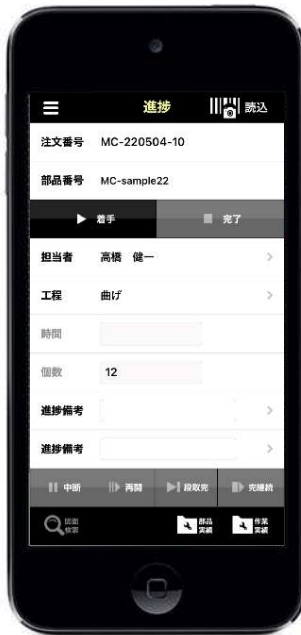 進捗 読込
注文番号 MC-220504-10
部品番号 MC-sample22
着手 完了
担当者 高橋 健一
工程 曲げ
時間
個数 12
進捗備考
進捗備考
中断 再開 段取完 完継続
図面
検索
部品
実績
作業
実績